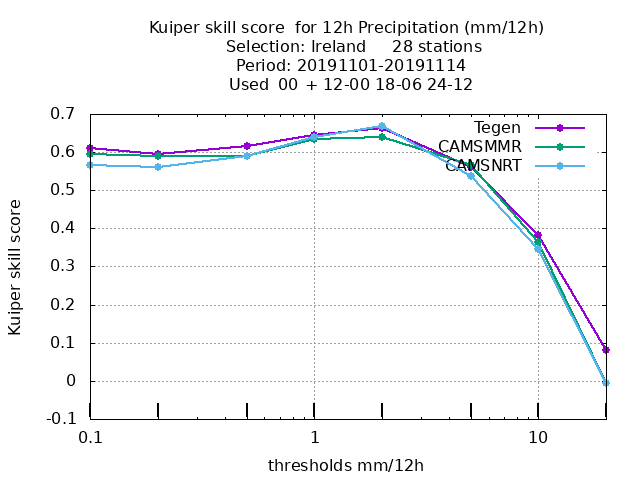 Kuiper skill score  for 12h Precipitation (mm/12h)
Selection: Ireland     28 stations
Period: 20191101-20191114
Used  00 + 12-00 18-06 24-12
Tegen
CAMSMMR
CAMSNRT
Kuiper skill score
0.7
0.6
0.5
0.4
0.3
0.2
0.1
0
-0.1
0.1 1 10
thresholds mm/12h